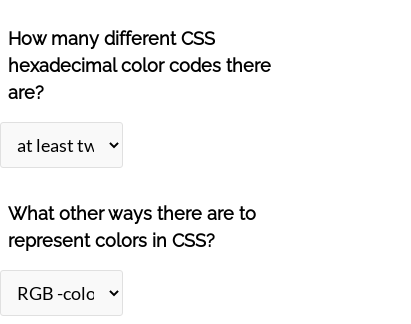 How many different CSS
hexadecimal color codes there
are?
at least tw
What other ways there are to
represent colors in CSS?
RGB -colo